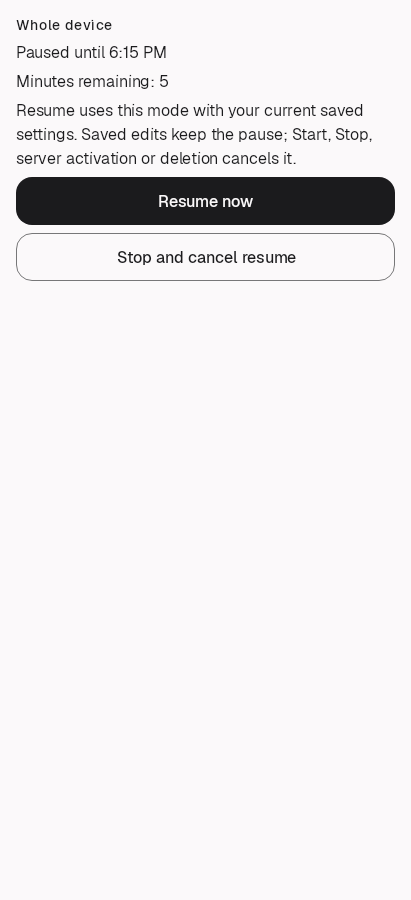 Whole device
Paused until 6:15 PM
Minutes remaining: 5
Resume uses this mode with your current saved
settings. Saved edits keep the pause; Start, Stop,
server activation or deletion cancels it.
Resume now
Stop and cancel resume